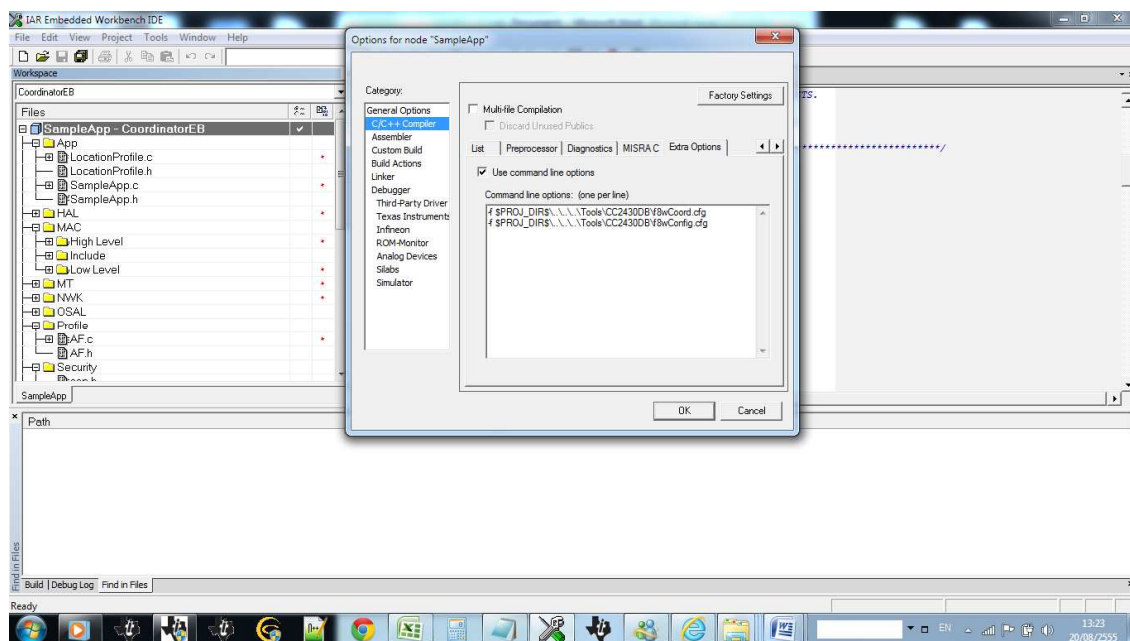 IAR Embedded Workbench IDE
File Edit View Project Tools Window Help
Workspace
CoordinatorEB
Files
SampleApp - CoordinatorEB
App
LocationProfile.c
LocationProfile.h
SampleApp.c
SampleApp.h
HAL
MAC
High Level
Include
Low Level
MT
NWK
OSAL
Profile
AF.c
AF.h
Security
SampleApp
Options for node "SampleApp"
Category:
General Options
C/C++ Compiler
Assembler
Custom Build
Build Actions
Linker
Debugger
Third-Party Driver
Texas Instruments
Infineon
ROM-Monitor
Analog Devices
Silabs
Simulator
Factory Settings
Multi-file Compilation
Discard Unused Publics
List Preprocessor Diagnostics MISRA C Extra Options
Use command line options
Command line options: (one per line)
-f $PROJ_DIR$\..\..\..\Tools\CC2430DB\f8wCoord.cfg
-f $PROJ_DIR$\..\..\..\Tools\CC2430DB\f8wConfig.cfg
OK Cancel
TS.
**************************/
Path
Find in Files
Build Debug Log Find in Files
Ready
EN
13:23
20/08/2555